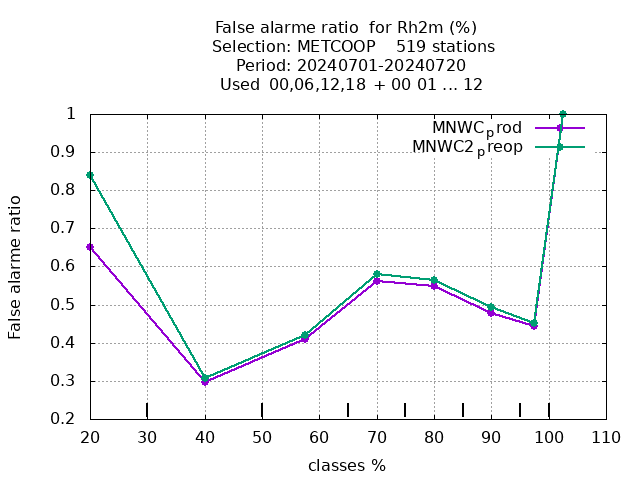 False alarme ratio  for Rh2m (%)
Selection: METCOOP    519 stations
Period: 20240701-20240720
Used  00,06,12,18 + 00 01 ... 12
MNWCprod
MNWC2preop
False alarme ratio
1
0.9
0.8
0.7
0.6
0.5
0.4
0.3
0.2
20 30 40 50 60 70 80 90 100 110
classes %